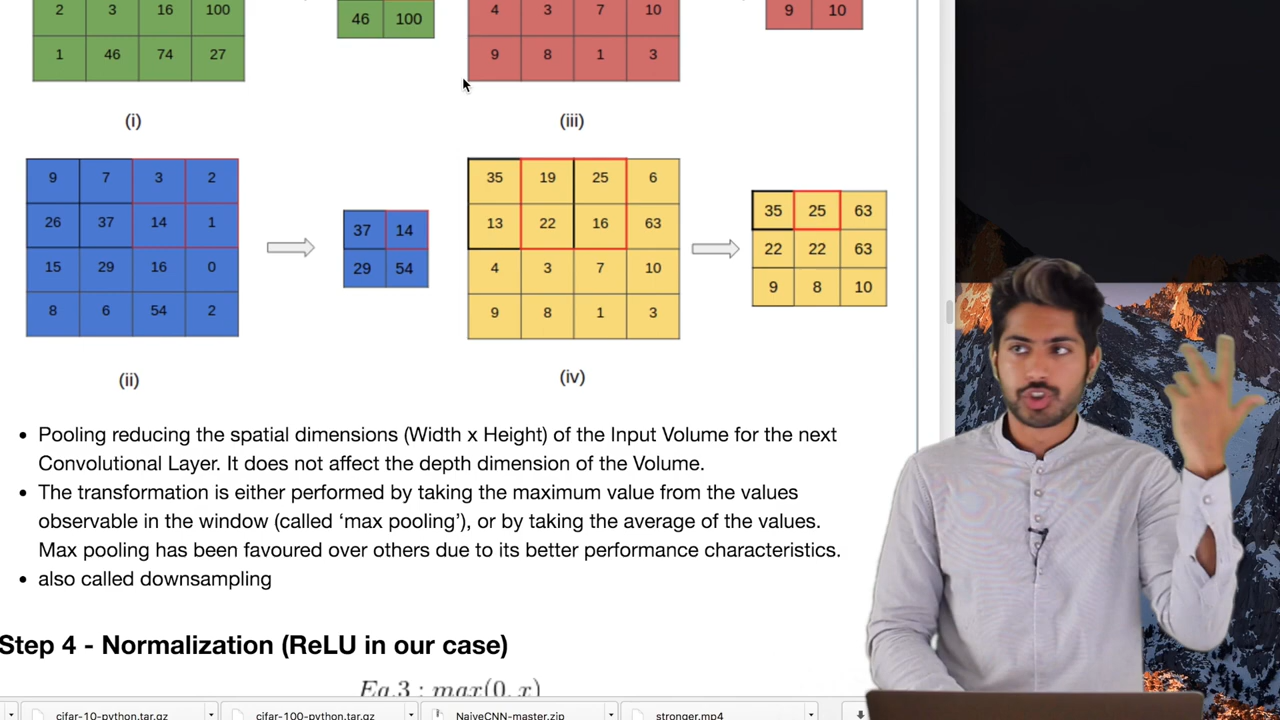 2 3 16 100
1 46 74 27
46 100
4 3 7 10
9 8 1 3
9 10
(i)
(iii)
9 7 3 2
26 37 14 1
15 29 16 0
8 6 54 2
37 14
29 54
35 19 25 6
13 22 16 63
4 3 7 10
9 8 1 3
35 25 63
22 22 63
9 8 10
(ii)
(iv)
• Pooling reducing the spatial dimensions (Width x Height) of the Input Volume for the next
Convolutional Layer. It does not affect the depth dimension of the Volume.
• The transformation is either performed by taking the maximum value from the values
observable in the window (called ‘max pooling’), or by taking the average of the values.
Max pooling has been favoured over others due to its better performance characteristics.
• also called downsampling
Step 4 - Normalization (ReLU in our case)
Eq.3 : max(0, x)
cifar-10-python.tar.gz
cifar-100-python.tar.gz
NaiveCNN-master.zip
stronger.mp4